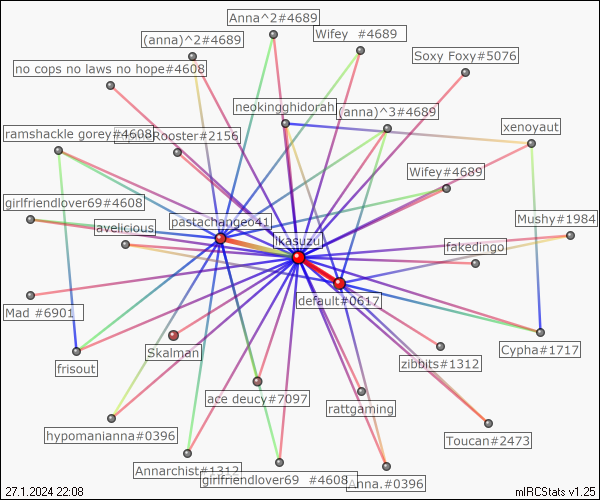 Anna^2#4689
Wifey  #4689
(anna)^2#4689
Soxy Foxy#5076
no cops no laws no hope#4608
neokingghidorah
(anna)^3#4689
xenoyaut
ramshackle gorey#4608
Rooster#2156
Wifey#4689
girlfriendlover69#4608
pastachangeo41
Mushy#1984
avelicious
ikasuzu
fakedingo
default#0617
Mad #6901
Skalman
frisout
zibbits#1312
Cypha#1717
ace deucy#7097
rattgaming
hypomanianna#0396
Toucan#2473
Annarchist#1312
girlfriendlover69  #4608
Anna.#0396
27.1.2024 22:08
mIRCStats v1.25